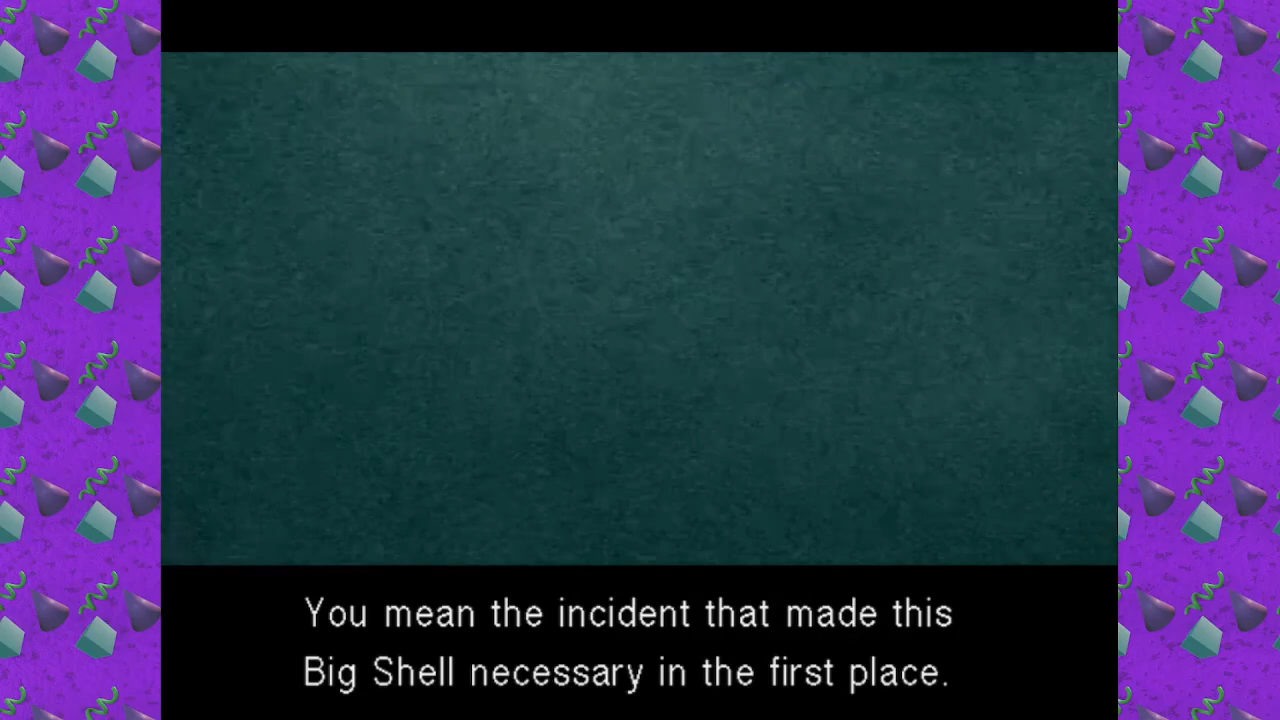 You mean the incident that made this
Big Shell necessary in the first place.